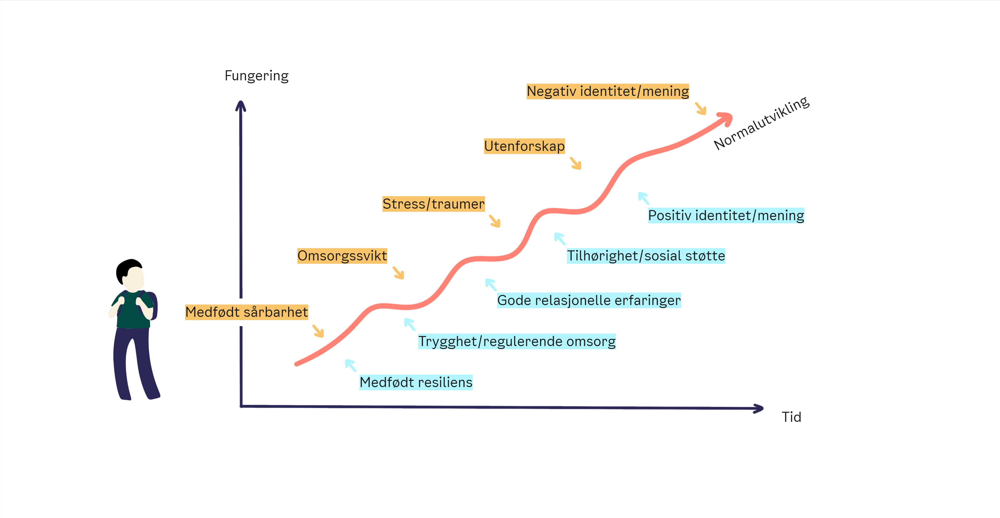 Fungering
Negativ identitet/mening
Normalutvikling
Utenforskap
Stress/traumer
Positiv identitet/mening
Omsorgssvikt
Tilhørighet/sosial støtte
Gode relasjonelle erfaringer
Medfødt sårbarhet
Trygghet/regulerende omsorg
Medfødt resiliens
Tid